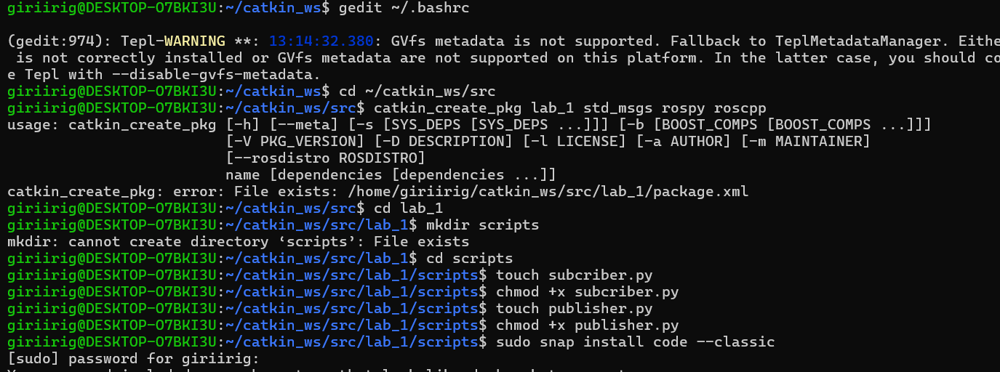 giriirig@DESKTOP-O7BKI3U:~/catkin_ws$ gedit ~/.bashrc
(gedit:974): Tepl-WARNING **: 13:14:32.380: GVfs metadata is not supported. Fallback to TeplMetadataManager. Eithe
is not correctly installed or GVfs metadata are not supported on this platform. In the latter case, you should co
e Tepl with --disable-gvfs-metadata.
giriirig@DESKTOP-O7BKI3U:~/catkin_ws$ cd ~/catkin_ws/src
giriirig@DESKTOP-O7BKI3U:~/catkin_ws/src$ catkin_create_pkg lab_1 std_msgs rospy roscpp
usage: catkin_create_pkg [-h] [--meta] [-s [SYS_DEPS [SYS_DEPS ...]]] [-b [BOOST_COMPS [BOOST_COMPS ...]]]
[-V PKG_VERSION] [-D DESCRIPTION] [-l LICENSE] [-a AUTHOR] [-m MAINTAINER]
[--rosdistro ROSDISTRO]
name [dependencies [dependencies ...]]
catkin_create_pkg: error: File exists: /home/giriirig/catkin_ws/src/lab_1/package.xml
giriirig@DESKTOP-O7BKI3U:~/catkin_ws/src$ cd lab_1
giriirig@DESKTOP-O7BKI3U:~/catkin_ws/src/lab_1$ mkdir scripts
mkdir: cannot create directory ‘scripts’: File exists
giriirig@DESKTOP-O7BKI3U:~/catkin_ws/src/lab_1$ cd scripts
giriirig@DESKTOP-O7BKI3U:~/catkin_ws/src/lab_1/scripts$ touch subcriber.py
giriirig@DESKTOP-O7BKI3U:~/catkin_ws/src/lab_1/scripts$ chmod +x subcriber.py
giriirig@DESKTOP-O7BKI3U:~/catkin_ws/src/lab_1/scripts$ touch publisher.py
giriirig@DESKTOP-O7BKI3U:~/catkin_ws/src/lab_1/scripts$ chmod +x publisher.py
giriirig@DESKTOP-O7BKI3U:~/catkin_ws/src/lab_1/scripts$ sudo snap install code --classic
[sudo] password for giriirig: